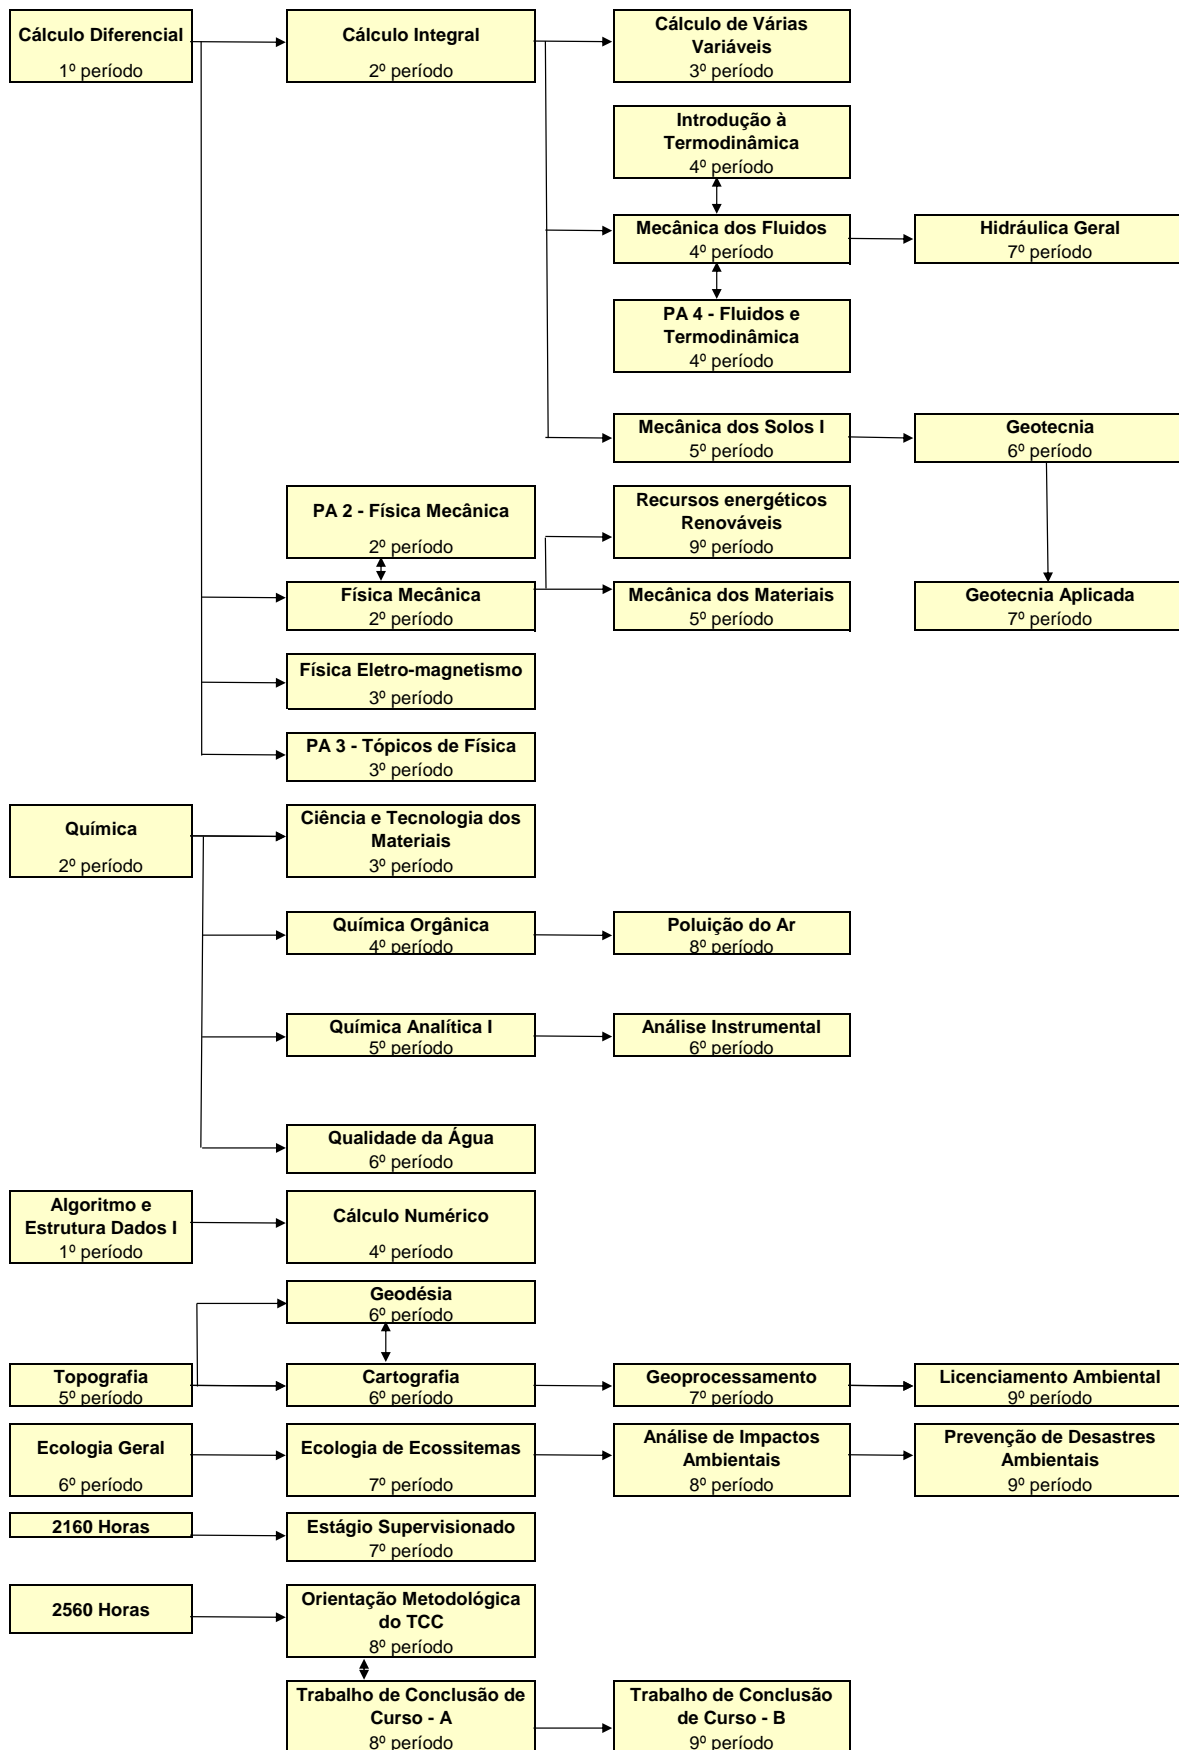 Cálculo Diferencial
1º período
Cálculo Integral
2º período
Cálculo de Várias
Variáveis
3º período
Introdução à
Termodinâmica
4º período
Mecânica dos Fluidos
4º período
Hidráulica Geral
7º período
PA 4 - Fluidos e
Termodinâmica
4º período
Mecânica dos Solos I
5º período
Geotecnia
6º período
PA 2 - Física Mecânica
2º período
Recursos energéticos
Renováveis
9º período
Física Mecânica
2º período
Mecânica dos Materiais
5º período
Geotecnia Aplicada
7º período
Física Eletro-magnetismo
3º período
PA 3 - Tópicos de Física
3º período
Química
2º período
Ciência e Tecnologia dos
Materiais
3º período
Química Orgânica
4º período
Poluição do Ar
8º período
Química Analítica I
5º período
Análise Instrumental
6º período
Qualidade da Água
6º período
Algoritmo e
Estrutura Dados I
1º período
Cálculo Numérico
4º período
Geodésia
6º período
Topografia
5º período
Cartografia
6º período
Geoprocessamento
7º período
Licenciamento Ambiental
9º período
Ecologia Geral
6º período
Ecologia de Ecossitemas
7º período
Análise de Impactos
Ambientais
8º período
Prevenção de Desastres
Ambientais
9º período
2160 Horas
Estágio Supervisionado
7º período
2560 Horas
Orientação Metodológica
do TCC
8º período
Trabalho de Conclusão de
Curso - A
8º período
Trabalho de Conclusão
de Curso - B
9º período